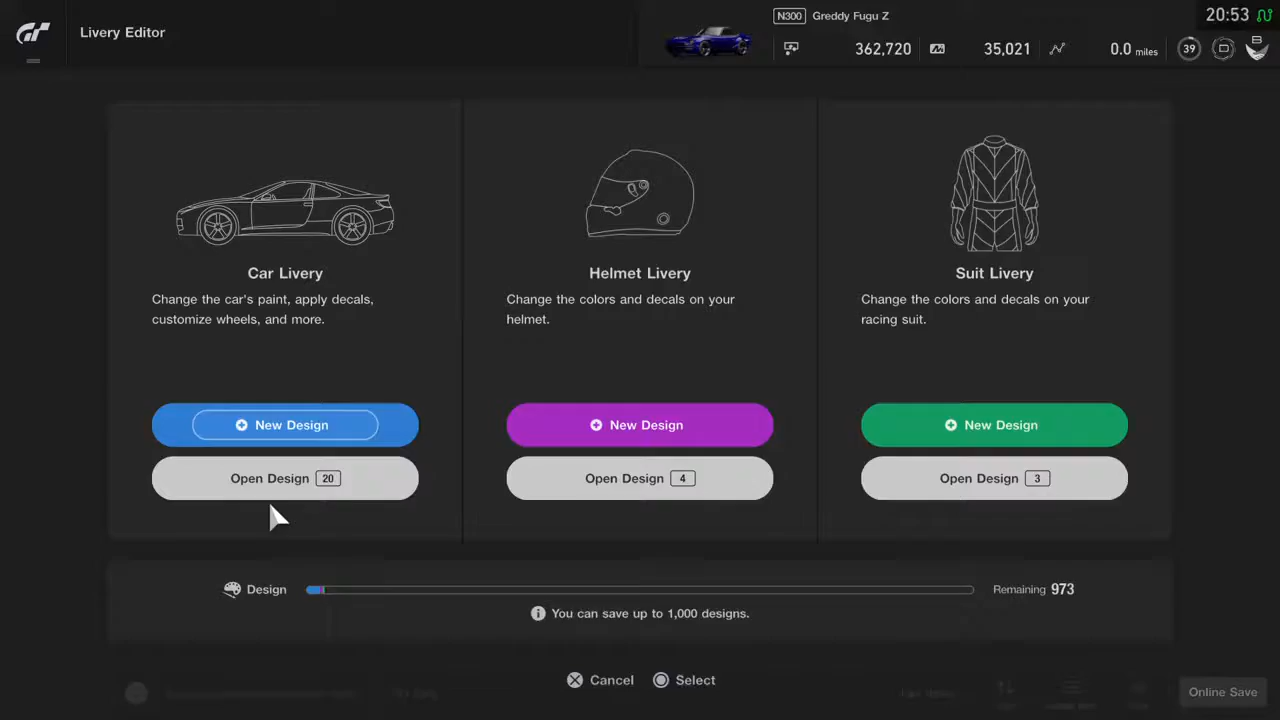 Livery Editor
N300 Greddy Fugu Z
20:53
362,720
35,021
0.0 miles
39
Car Livery
Change the car's paint, apply decals,
customize wheels, and more.
New Design
Open Design 20
Helmet Livery
Change the colors and decals on your
helmet.
New Design
Open Design 4
Suit Livery
Change the colors and decals on your
racing suit.
New Design
Open Design 3
Design
Remaining 973
You can save up to 1,000 designs.
Cancel
Select
Online Save